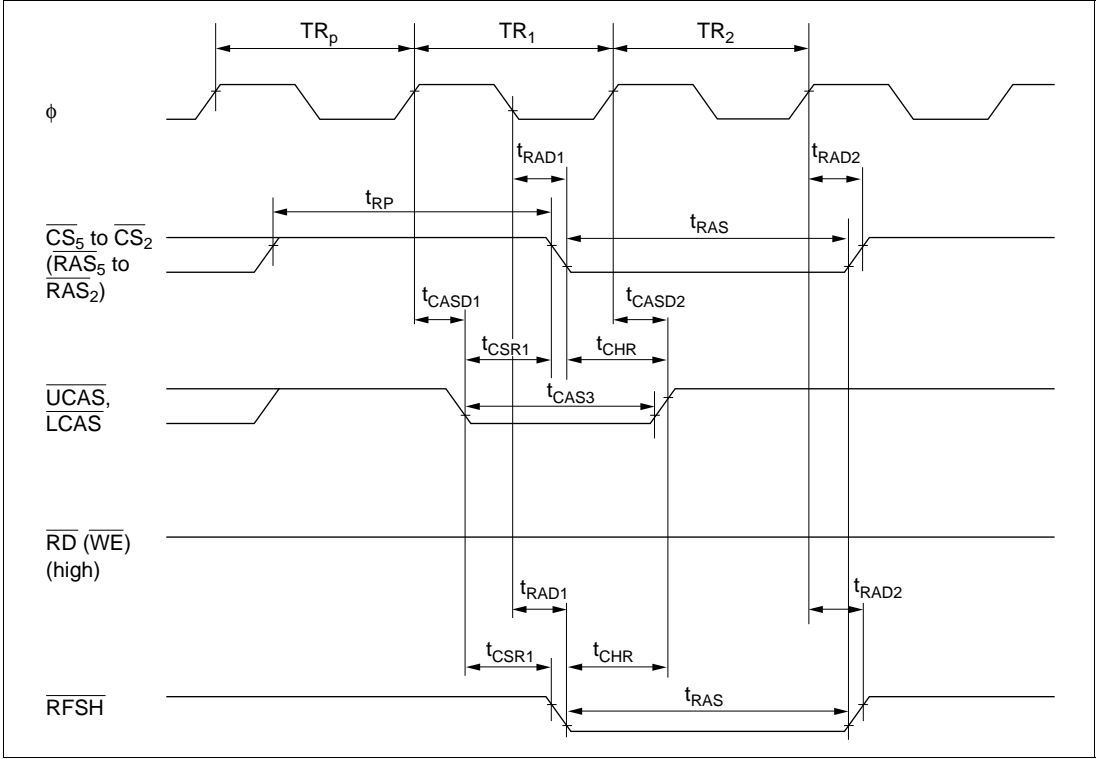 TRp TR1 TR2
ϕ
tRAD1 tRAD2
tRP
tRAS
CS5 to CS2
(RAS5 to
RAS2)
tCASD1 tCASD2
tCSR1 tCHR
tCAS3
UCAS,
LCAS
RD (WE)
(high)
tRAD1 tRAD2
tCSR1 tCHR
tRAS
RFSH